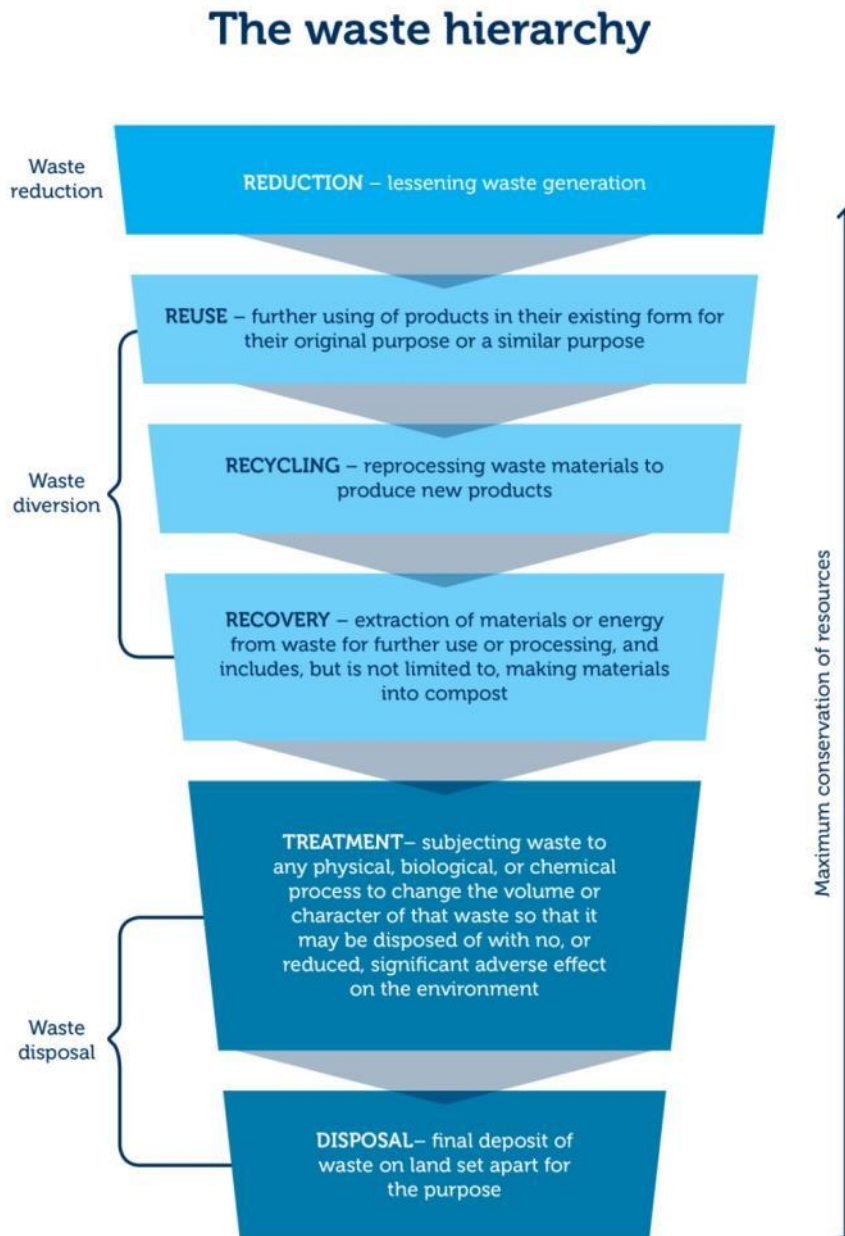 The waste hierarchy
Waste
reduction
REDUCTION – lessening waste generation
REUSE – further using of products in their existing form for
their original purpose or a similar purpose
Waste
diversion
RECYCLING – reprocessing waste materials to
produce new products
RECOVERY – extraction of materials or energy
from waste for further use or processing, and
includes, but is not limited to, making materials
into compost
Maximum conservation of resources
TREATMENT– subjecting waste to
any physical, biological, or chemical
process to change the volume or
character of that waste so that it
may be disposed of with no, or
reduced, significant adverse effect
on the environment
Waste
disposal
DISPOSAL– final deposit of
waste on land set apart for
the purpose